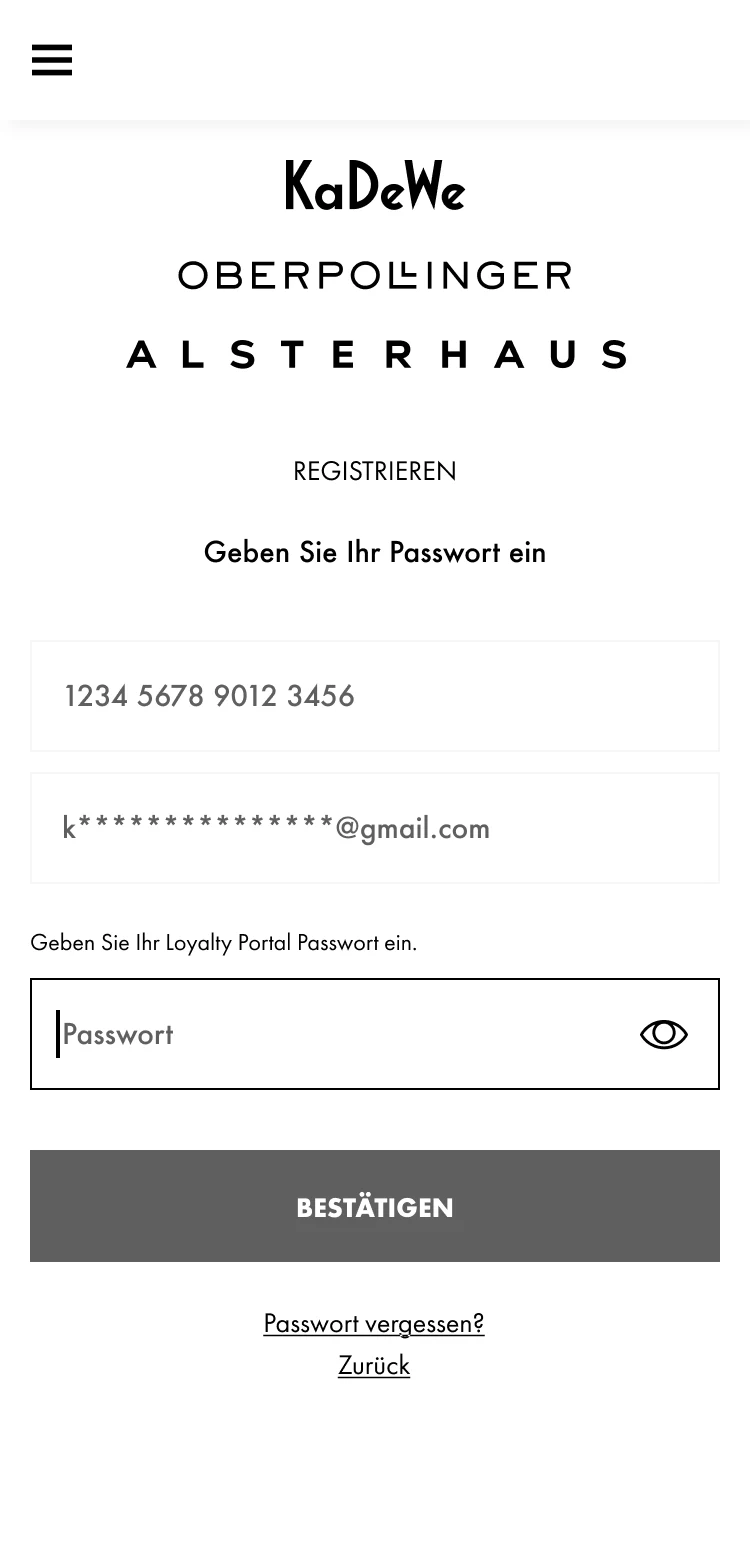 KaDeWe
OBERPOLLINGER
ALSTERHAUS
REGISTRIEREN
Geben Sie Ihr Passwort ein
1234 5678 9012 3456
k***************@gmail.com
Geben Sie Ihr Loyalty Portal Passwort ein.
Passwort
BESTÄTIGEN
Passwort vergessen?
Zurück